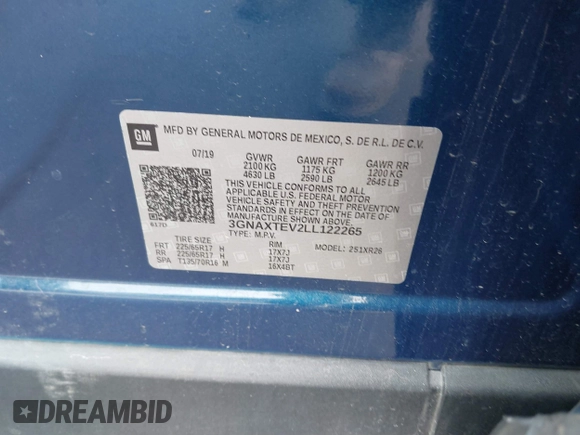 GM
MFD BY GENERAL MOTORS DE MEXICO, S. DE R.L. DE C.V.
07/19 GVWR GAWR FRT GAWR RR
2100 KG 1175 KG 1200 KG
4630 LB 2590 LB 2645 LB
THIS VEHICLE CONFORMS TO ALL
APPLICABLE U.S. FEDERAL MOTOR
VEHICLE SAFETY, BUMPER, AND THEFT
PREVENTION STANDARDS IN EFFECT ON
THE DATE OF MANUFACTURE SHOWN ABOVE.
3GNAXTEV2LL122265
TYPE: M.P.V. MODEL: 2S1XR26
TIRE SIZE RIM
FRT 225/65R17 H 17X7J
RR 225/65R17 H 17X7J
SPA T135/70R16 M 16X4BT
DREAMBID